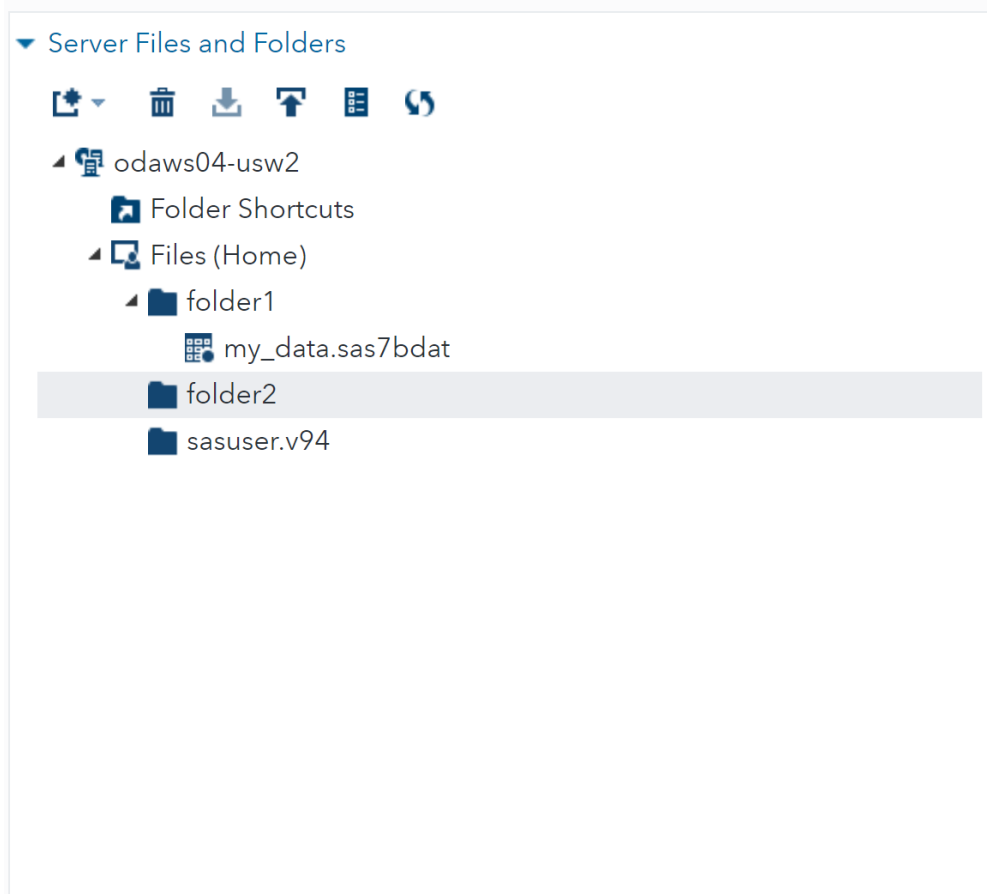 Server Files and Folders
odaws04-usw2
Folder Shortcuts
Files (Home)
folder1
my_data.sas7bdat
folder2
sasuser.v94